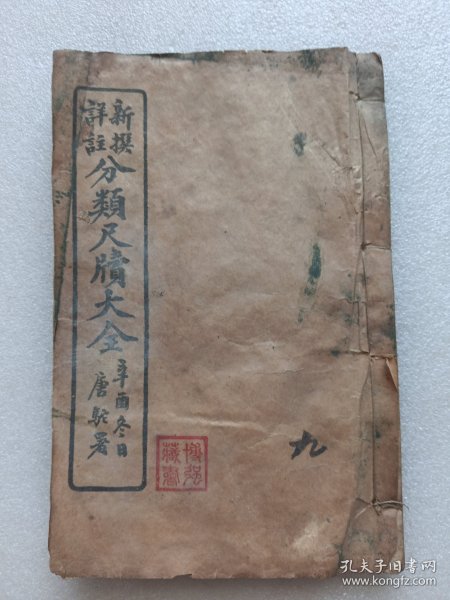 新撰
詳註
分類尺牘大全
辛酉冬日
唐駝署
九
孔夫子旧书网
www.kongfz.com